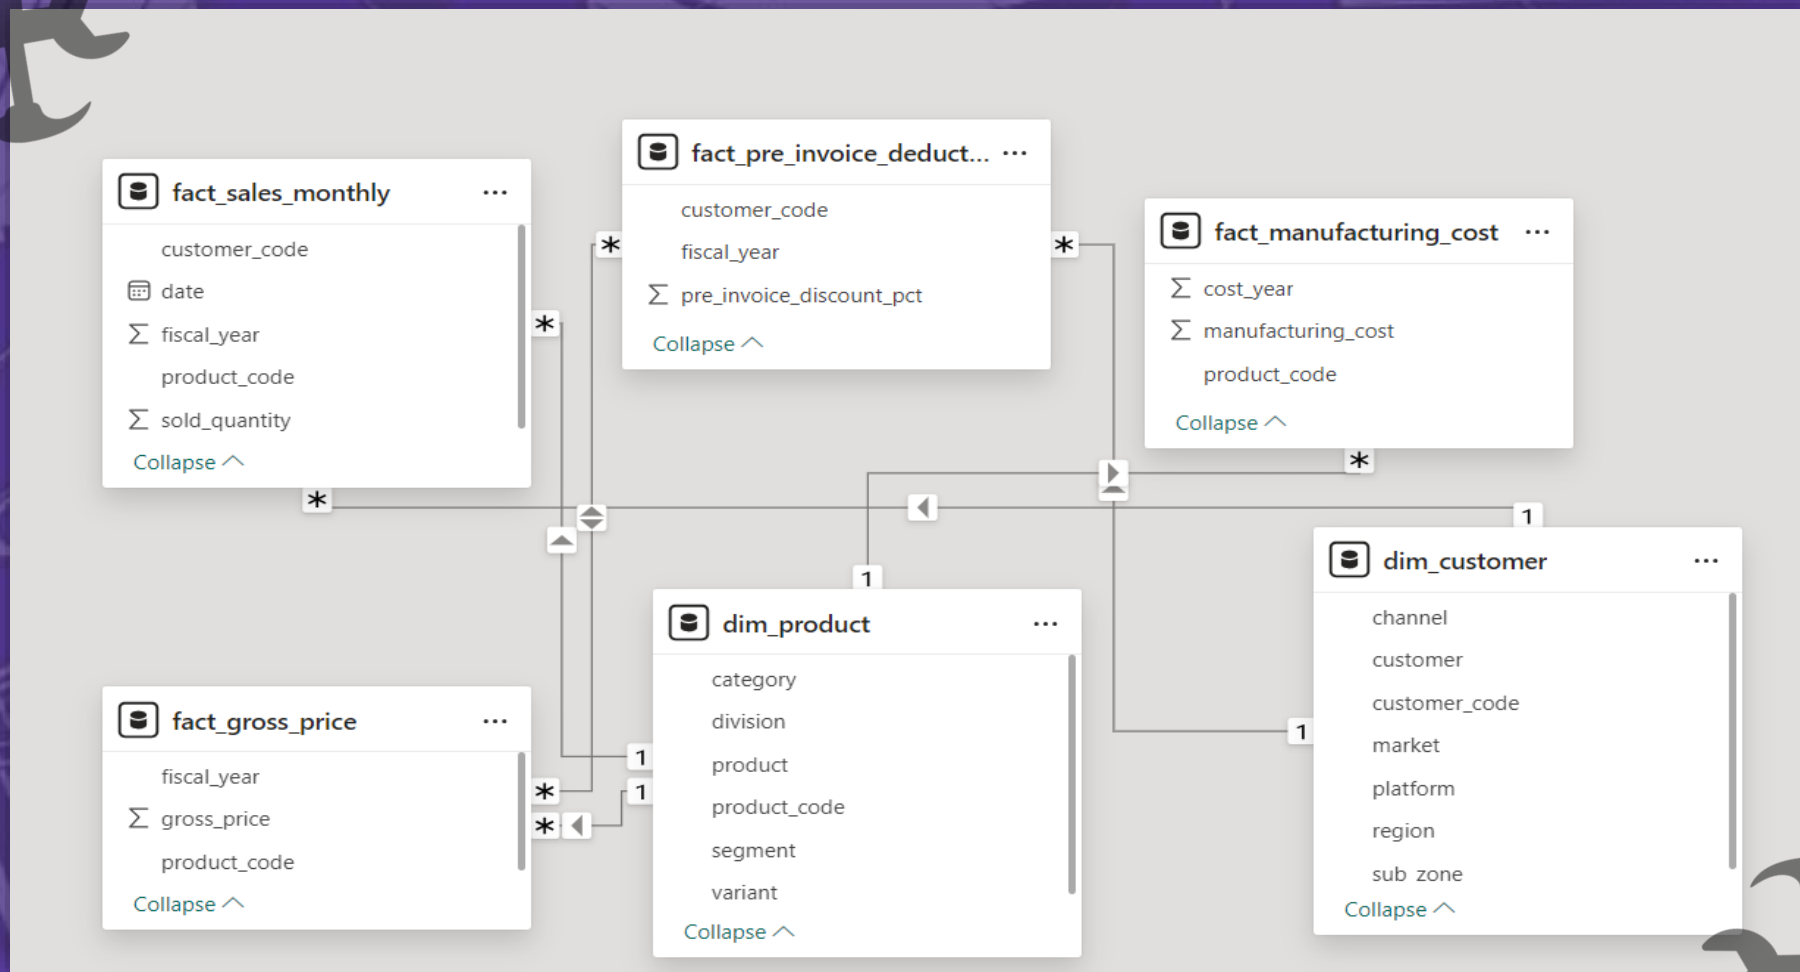 fact_sales_monthly ...
customer_code
date
fiscal_year
product_code
sold_quantity
Collapse
*
*
fact_pre_invoice_deduct... ...
customer_code
fiscal_year
pre_invoice_discount_pct
Collapse
*
*
fact_manufacturing_cost ...
cost_year
manufacturing_cost
product_code
Collapse
*
fact_gross_price ...
fiscal_year
gross_price
product_code
Collapse
*
*
1
1
1
dim_product ...
category
division
product
product_code
segment
variant
Collapse
1
1
dim_customer ...
channel
customer
customer_code
market
platform
region
sub zone
Collapse